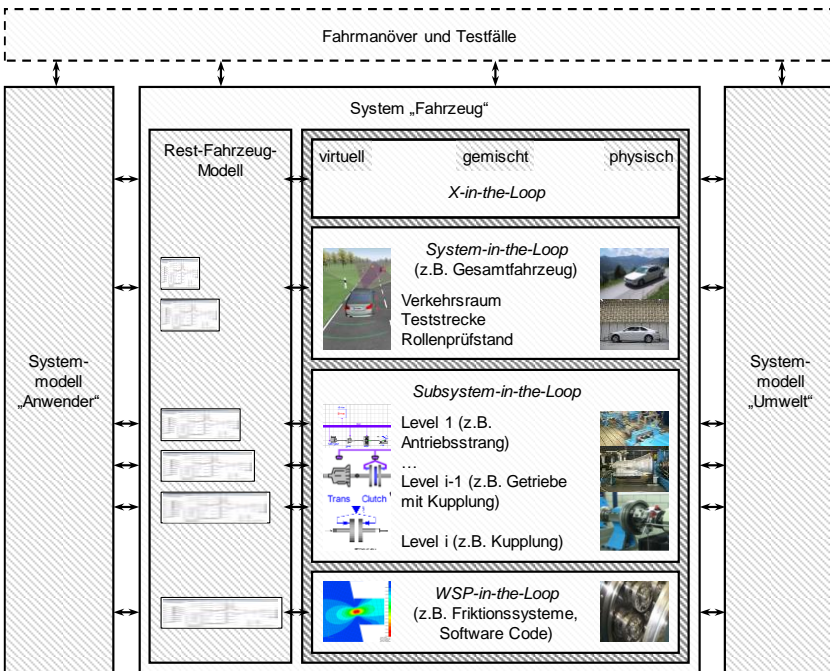 Fahrmanöver und Testfälle
System „Fahrzeug“
Rest-Fahrzeug-
Modell
virtuell gemischt physisch
X-in-the-Loop
System-in-the-Loop
(z.B. Gesamtfahrzeug)
Verkehrsraum
Teststrecke
Rollenprüfstand
System-
modell
„Anwender“
System-
modell
„Umwelt“
Subsystem-in-the-Loop
Level 1 (z.B.
Antriebsstrang)
…
Level i-1 (z.B. Getriebe
mit Kupplung)
Trans Clutch
Level i (z.B. Kupplung)
WSP-in-the-Loop
(z.B. Friktionssysteme,
Software Code)